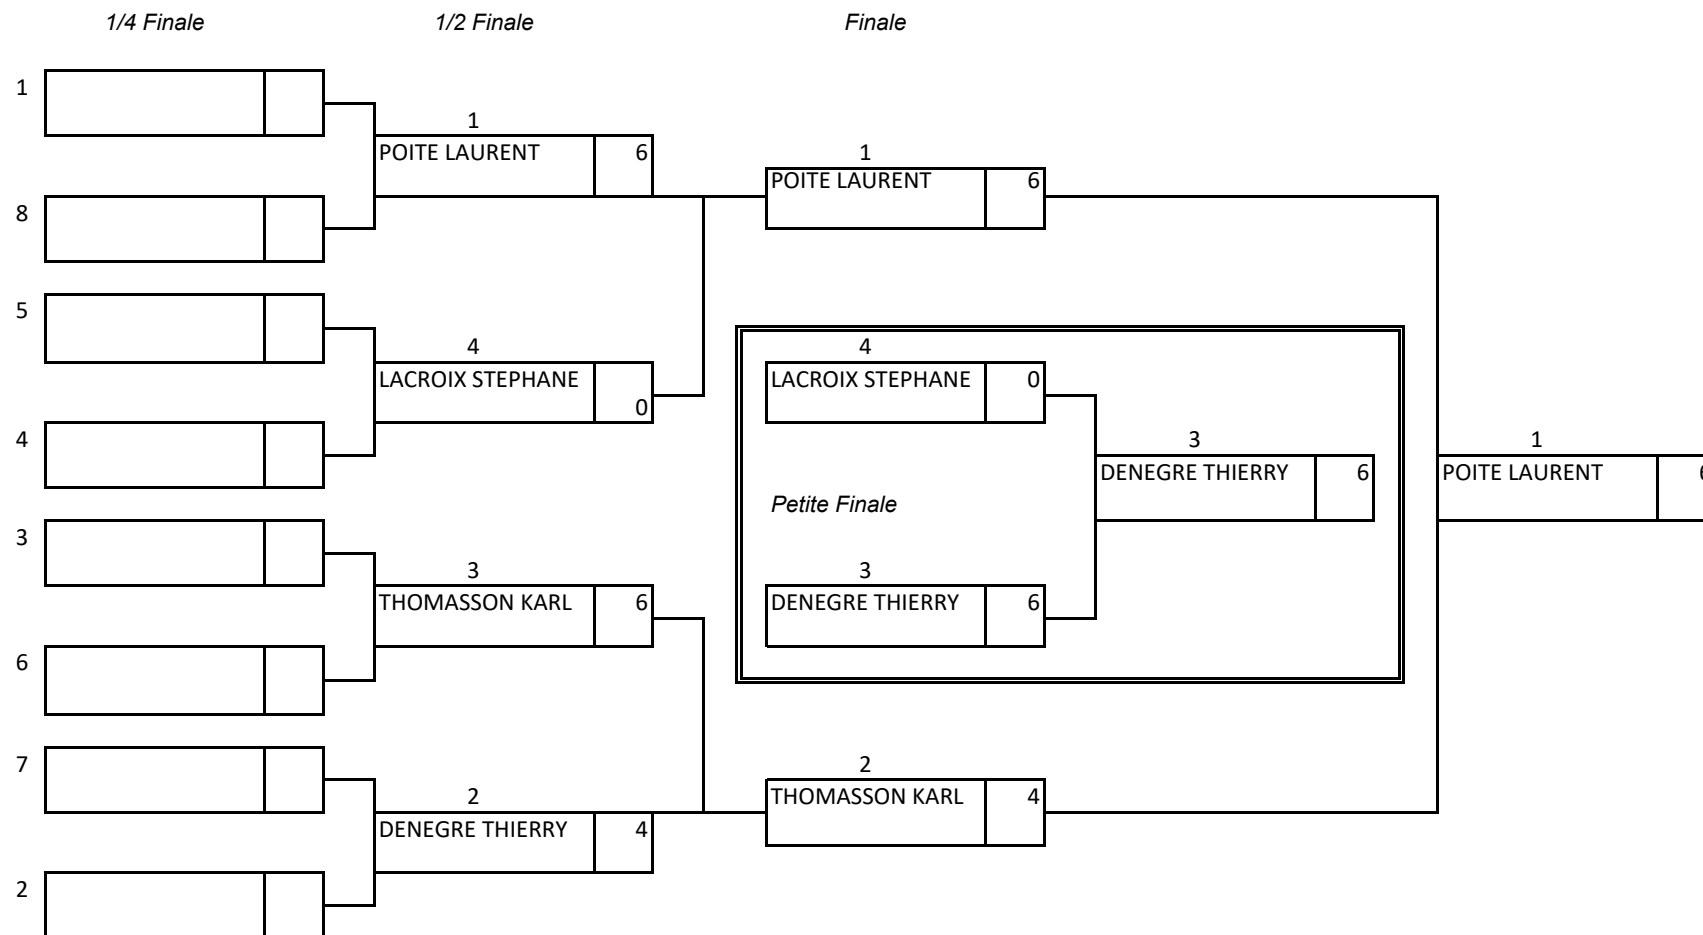 1/4 Finale 1/2 Finale Finale
1
1
POITE LAURENT 6
1
POITE LAURENT 6
8
5
4
LACROIX STEPHANE 0
4
LACROIX STEPHANE 0
4
3
DENEGRE THIERRY 6
1
POITE LAURENT 6
Petite Finale
3
3
THOMASSON KARL 6
3
DENEGRE THIERRY 6
6
7
2
DENEGRE THIERRY 4
2
THOMASSON KARL 4
2